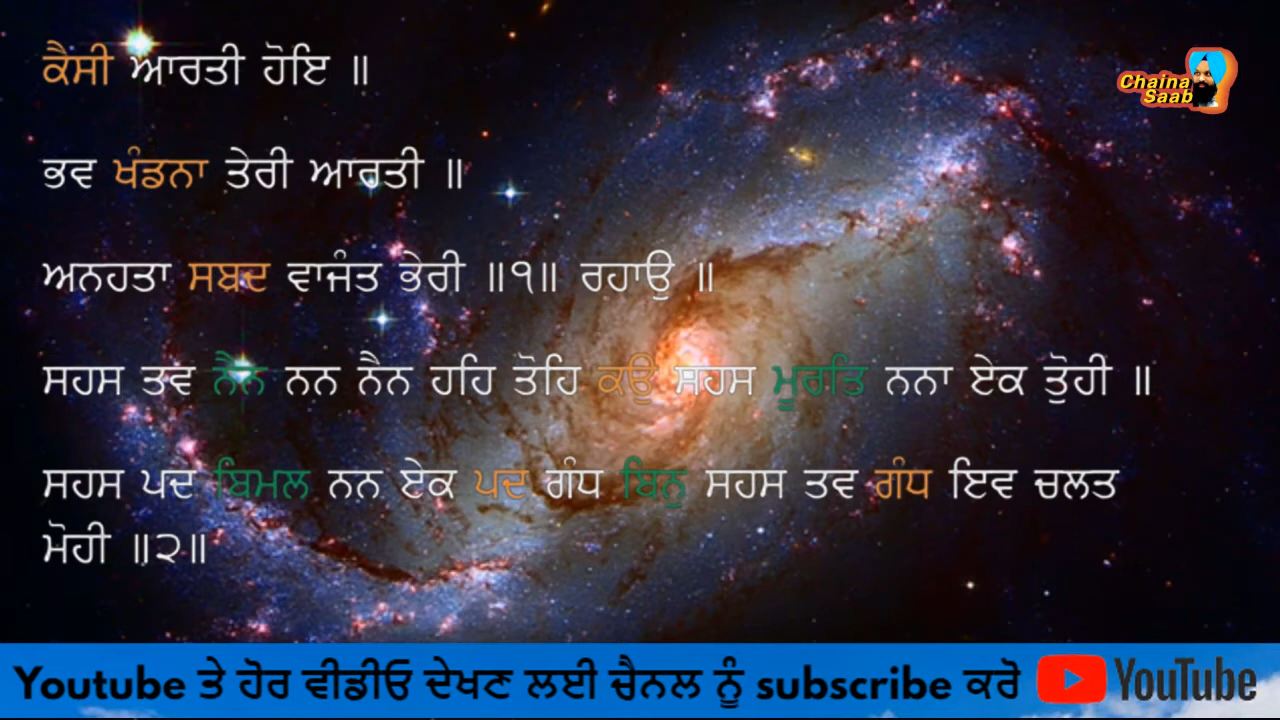 ਕੈਸੀ ਆਰਤੀ ਹੋਇ ॥
Chaina
Saab
ਭਵ ਖੰਡਨਾ ਤੇਰੀ ਆਰਤੀ ॥
ਅਨਹਤਾ ਸਬਦ ਵਾਜੰਤ ਭੇਰੀ ॥੧॥ ਰਹਾਉ ॥
ਸਹਸ ਤਵ ਨੈਨ ਨਨ ਨੈਨ ਹਹਿ ਤੋਹਿ ਕਉ ਸਹਸ ਮੂਰਤਿ ਨਨਾ ਏਕ ਤੋੁਹੀ ॥
ਸਹਸ ਪਦ ਬਿਮਲ ਨਨ ਏਕ ਪਦ ਗੰਧ ਬਿਨੁ ਸਹਸ ਤਵ ਗੰਧ ਇਵ ਚਲਤ
ਮੋਹੀ ॥੨॥
Youtube ਤੇ ਹੋਰ ਵੀਡੀਓ ਦੇਖਣ ਲਈ ਚੈਨਲ ਨੂੰ subscribe ਕਰੋ YouTube